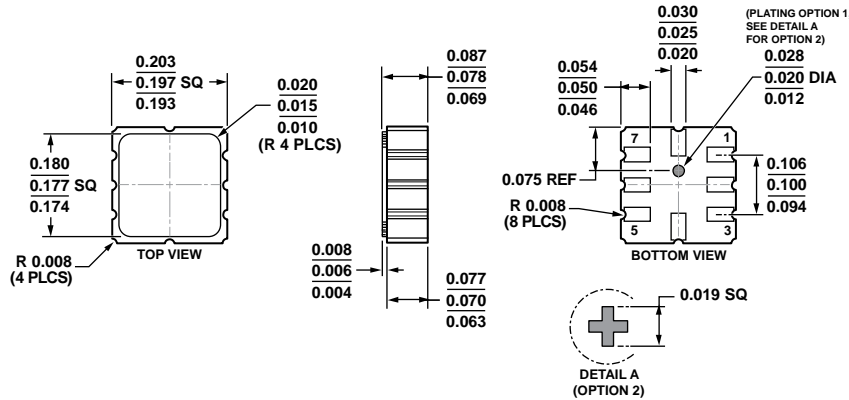 0.203
0.197 SQ
0.193
0.020
0.015
0.010
(R 4 PLCS)
0.180
0.177 SQ
0.174
R 0.008
(4 PLCS)
TOP VIEW
0.087
0.078
0.069
0.008
0.006
0.004
0.077
0.070
0.063
0.030
0.025
0.020
(PLATING OPTION 1
SEE DETAIL A
FOR OPTION 2)
0.054
0.050
0.046
0.028
0.020 DIA
0.012
7
1
0.075 REF
0.106
0.100
0.094
R 0.008
(8 PLCS)
5
3
BOTTOM VIEW
0.019 SQ
DETAIL A
(OPTION 2)